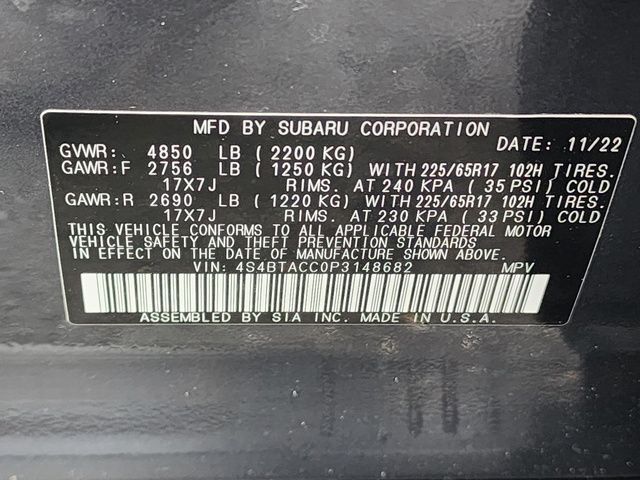 MFD BY SUBARU CORPORATION DATE: 11/22
GVWR: 4850 LB (2200 KG)
GAWR:F 2756 LB (1250 KG) WITH 225/65R17 102H TIRES.
17X7J RIMS. AT 240 KPA (35 PSI) COLD
GAWR:R 2690 LB (1220 KG) WITH 225/65R17 102H TIRES.
17X7J RIMS. AT 230 KPA (33 PSI) COLD
THIS VEHICLE CONFORMS TO ALL APPLICABLE FEDERAL MOTOR
VEHICLE SAFETY AND THEFT PREVENTION STANDARDS
IN EFFECT ON THE DATE OF MANUFACTURE SHOWN ABOVE.
VIN: 4S4BTACC0P3148682 MPV
ASSEMBLED BY SIA INC. MADE IN U.S.A.